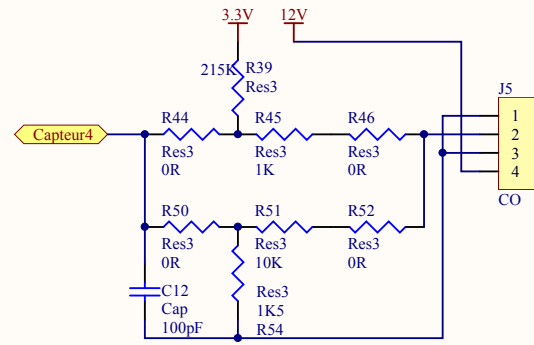 3.3V
12V
215K
R39
Res3
J5
R44
R45
R46
1
Capteur4
2
Res3
Res3
Res3
3
0R
1K
0R
4
CO
R50
R51
R52
Res3
Res3
Res3
0R
10K
0R
C12
Res3
Cap
1K5
100pF
R54